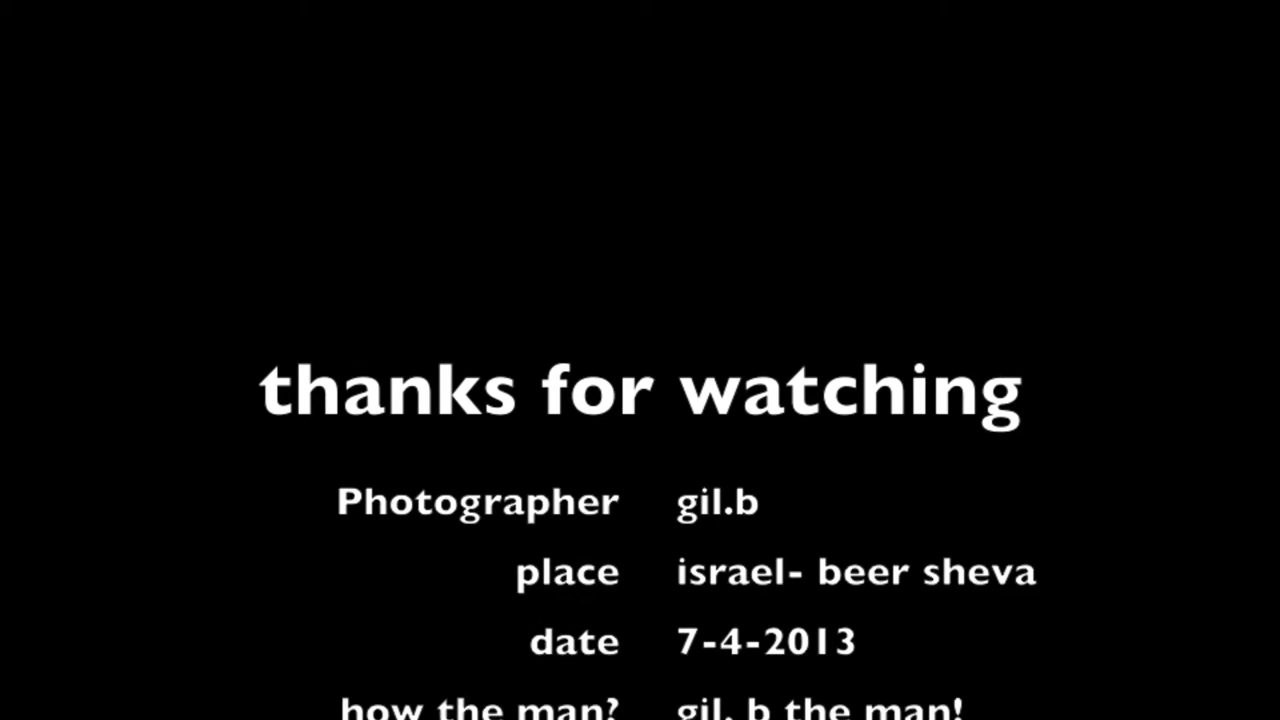 thanks for watching
Photographer gil.b
place israel- beer sheva
date 7-4-2013
how the man? gil. b the man!